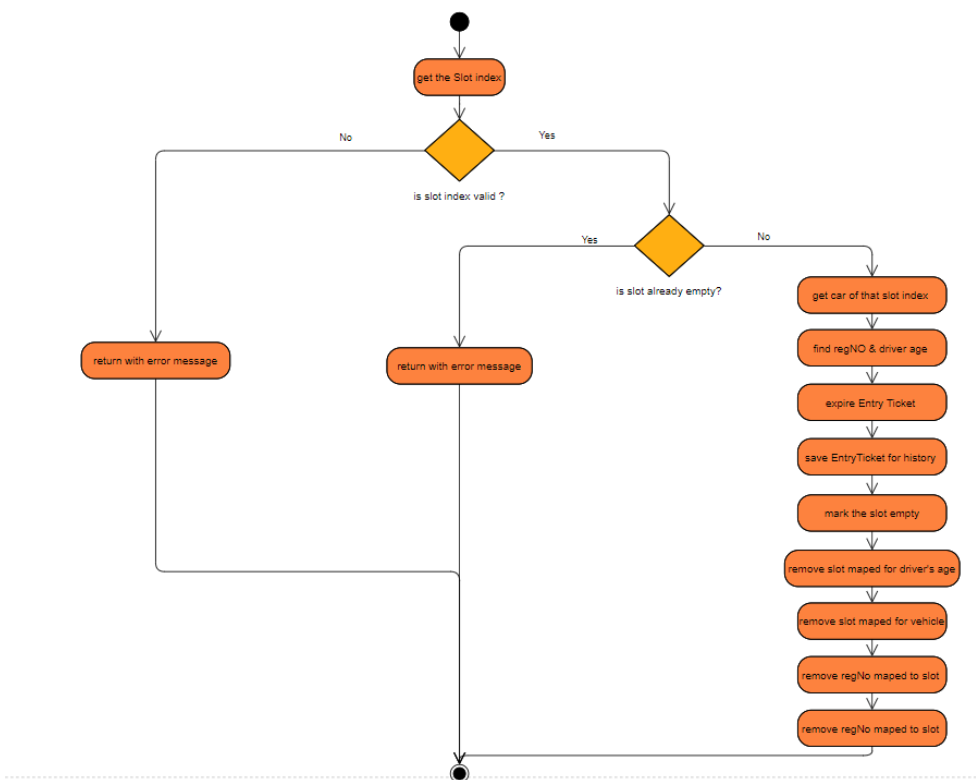 get the Slot index
No
Yes
is slot index valid ?
Yes
No
is slot already empty?
get car of that slot index
find regNO & driver age
return with error message
return with error message
expire Entry Ticket
save EntryTicket for history
mark the slot empty
remove slot maped for driver's age
remove slot maped for vehicle
remove regNo maped to slot
remove regNo maped to slot